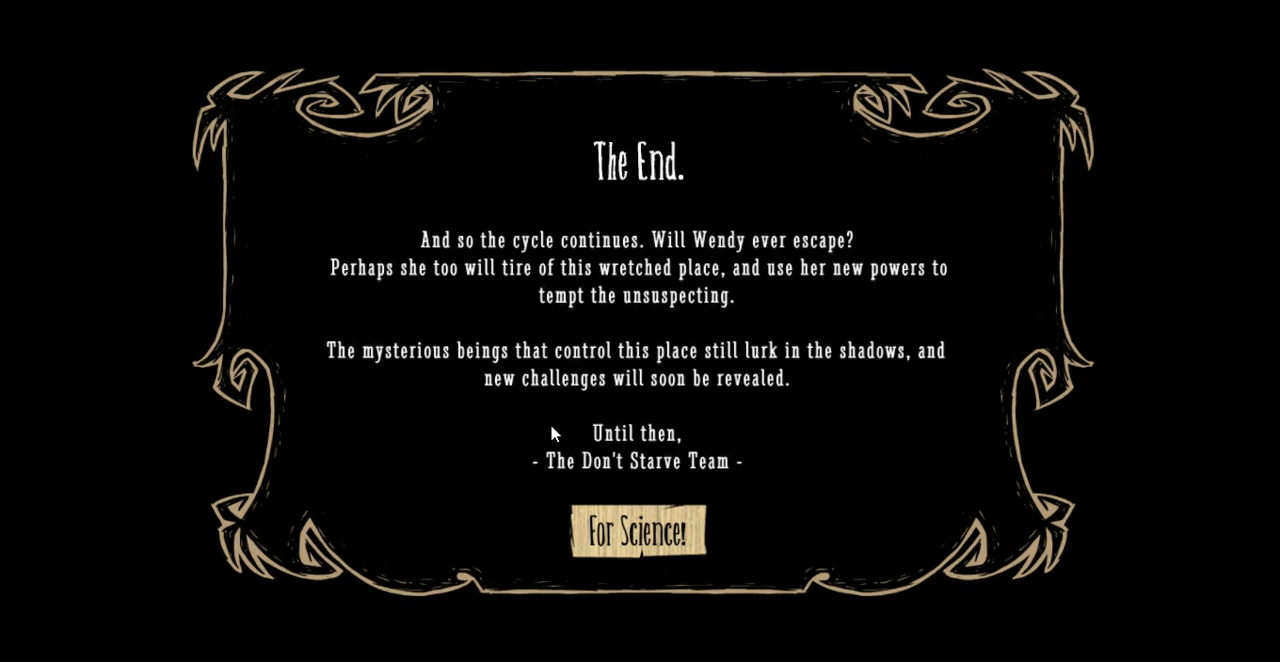 The End.
And so the cycle continues. Will Wendy ever escape?
Perhaps she too will tire of this wretched place, and use her new powers to
tempt the unsuspecting.
The mysterious beings that control this place still lurk in the shadows, and
new challenges will soon be revealed.
Until then,
- The Don't Starve Team -
For Science!